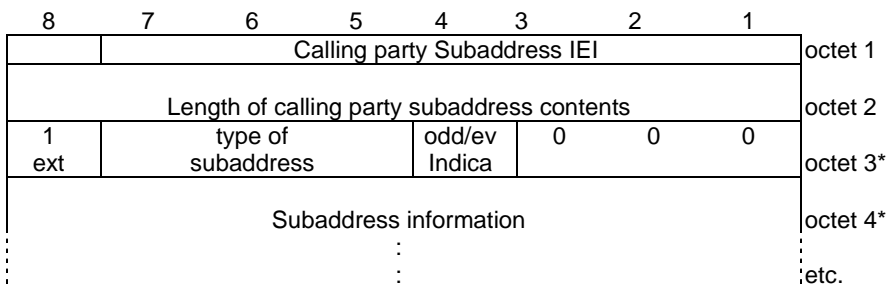 8 7 6 5 4 3 2 1
Calling party Subaddress IEI octet 1
Length of calling party subaddress contents octet 2
1 type of odd/ev 0 0 0
ext subaddress Indica octet 3*
Subaddress information octet 4*
:
: etc.